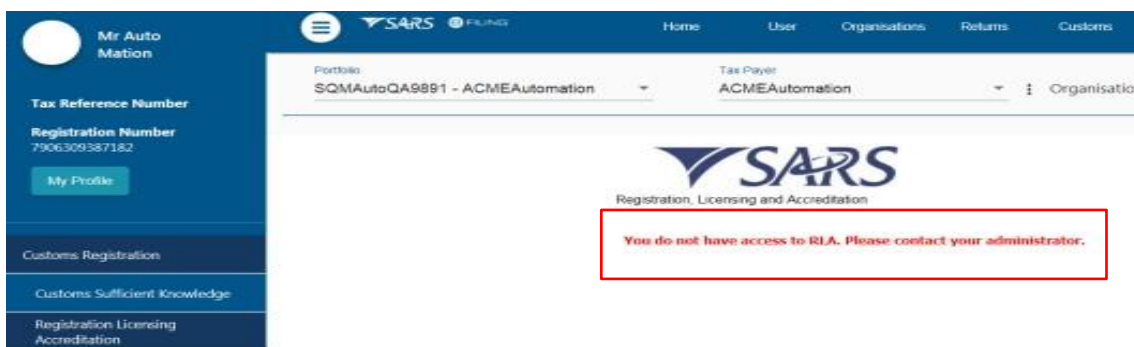 Mr Auto
Mation
Tax Reference Number
Registration Number
7906309387182
My Profile
Customs Registration
Customs Sufficient Knowledge
Registration Licensing
Accreditation
SARS eFILING
Home User Organisations Returns Customs
Portfolio
SQMAutoQA9891 - ACMEAutomation
Tax Payer
ACMEAutomation
Organisatio
SARS
Registration, Licensing and Accreditation
You do not have access to RLA. Please contact your administrator.